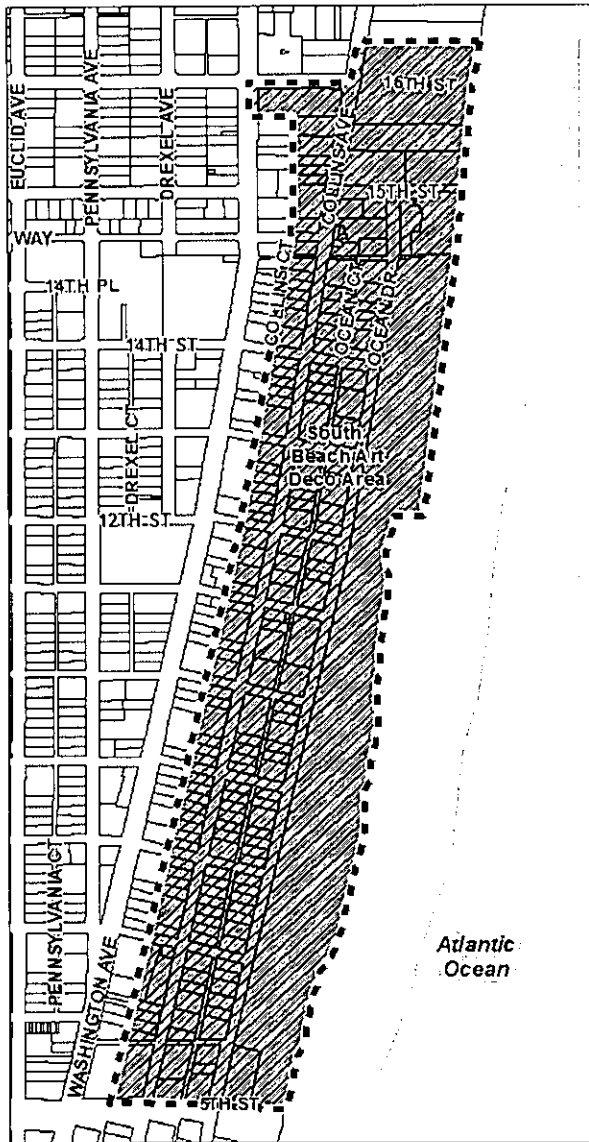 16TH ST
EUCLID AVE
PENNSYLVANIA AVE
DREXEL AVE
COLLINS AVE
15TH ST
WAY
COLLINS CT
OCEAN CT
OCEAN DR
14TH PL
14TH ST
DREXEL CT
South
Beach Art
Deco Area
12TH ST
PENNSYLVANIA CT
WASHINGTON AVE
Atlantic
Ocean
5TH ST